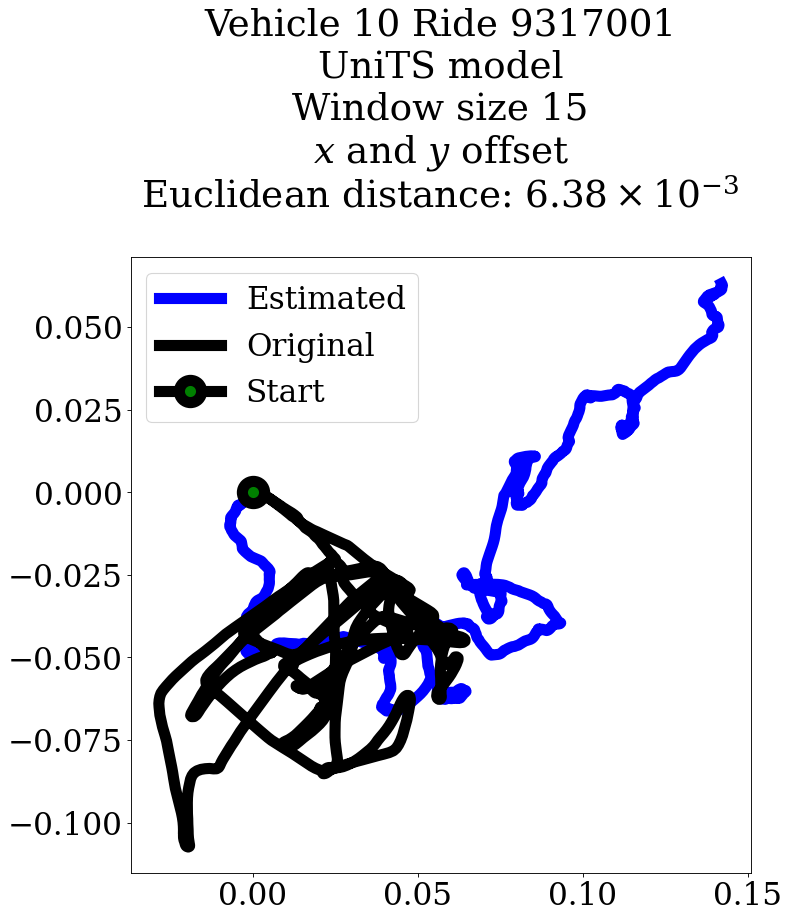 Vehicle 10 Ride 9317001
UniTS model
Window size 15
x and y offset
Euclidean distance: 6.38 × 10⁻³
Estimated
Original
Start
0.050
0.025
0.000
−0.025
−0.050
−0.075
−0.100
0.00 0.05 0.10 0.15